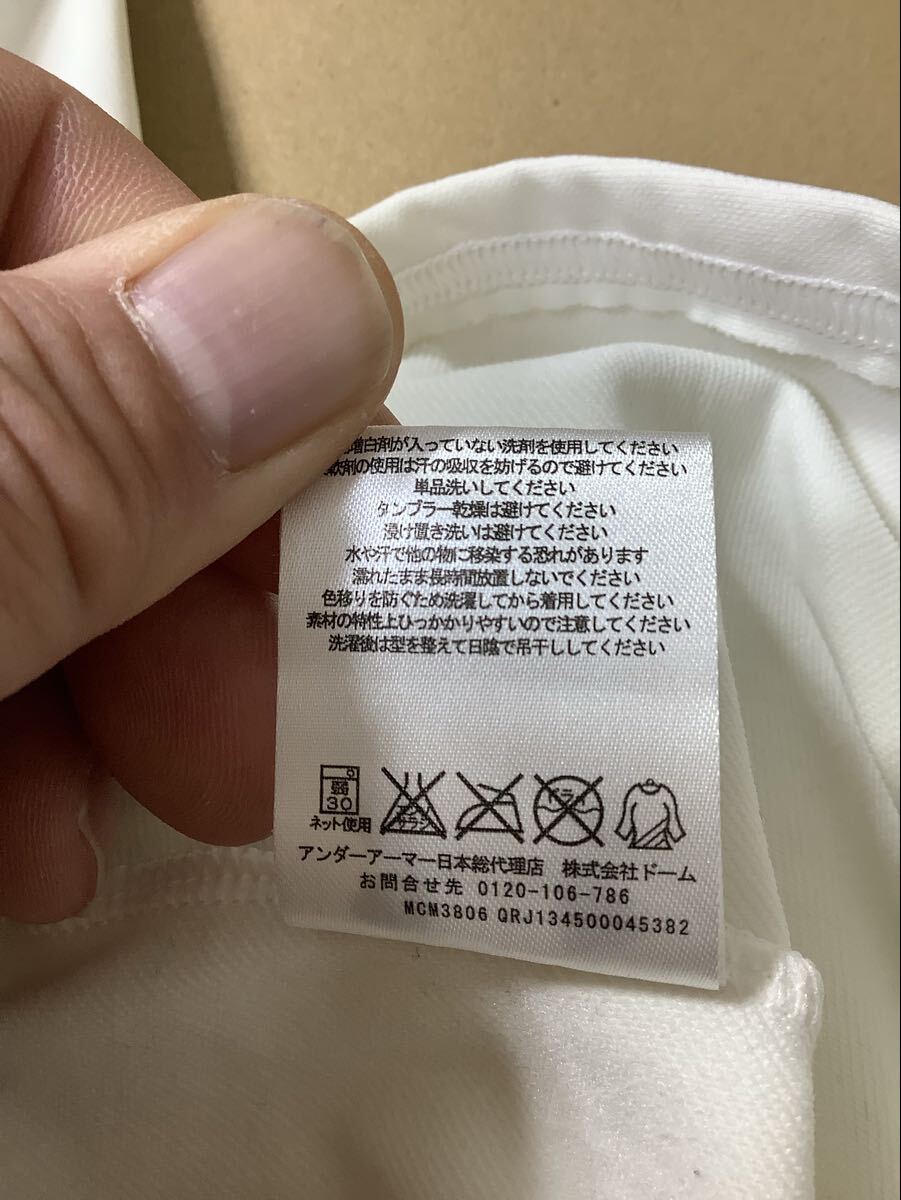 増白剤が入っていない洗剤を使用してください
軟剤の使用は汗の吸収を妨げるので避けてください
単品洗いしてください
タンブラー乾燥は避けてください
浸け置き洗いは避けてください
水や汗で他の物に移染する恐れがあります
濡れたまま長時間放置しないでください
色移りを防ぐため洗濯してから着用してください
素材の特性上ひっかかりやすいので注意してください
洗濯後は型を整えて日陰で吊干ししてください
弱
30
エンソ
サラシ
ドライ
ネット使用
アンダーアーマー日本総代理店 株式会社ドーム
お問合せ先 0120-106-786
MCM3806 QRJ134500045382